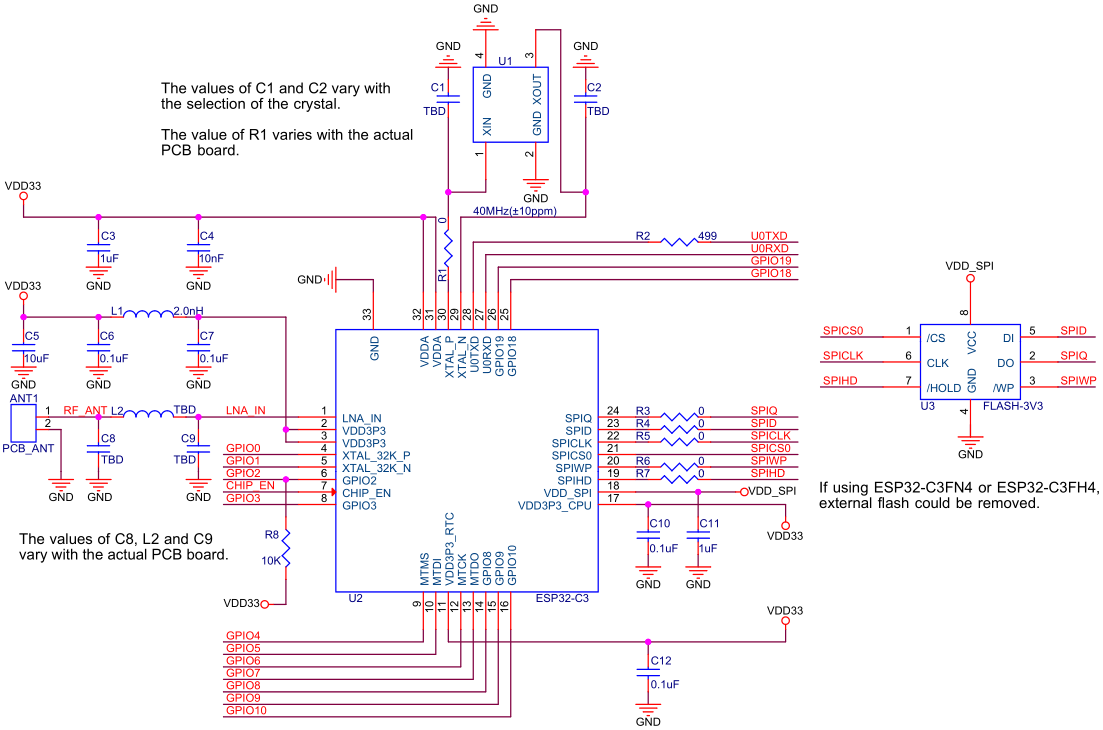 GND
GND
GND
U1
4
3
GND
XOUT
XIN
GND
1
2
C1
TBD
C2
TBD
GND
The values of C1 and C2 vary with
the selection of the crystal.
The value of R1 varies with the actual
PCB board.
VDD33
40MHz(±10ppm)
C3
1uF
GND
C4
10nF
GND
R1
0
R2
499
U0TXD
U0RXD
GPIO19
GPIO18
GND
VDD33
L1
2.0nH
C5
10uF
GND
C6
0.1uF
GND
C7
0.1uF
GND
33
32
31
30
29
28
27
26
25
GND
VDDA
VDDA
XTAL_P
XTAL_N
U0TXD
U0RXD
GPIO19
GPIO18
ANT1
1
2
PCB_ANT
RF_ANT
L2
TBD
LNA_IN
GND
C8
TBD
GND
C9
TBD
GND
GPIO0
GPIO1
GPIO2
CHIP_EN
GPIO3
1
2
3
4
5
6
7
8
LNA_IN
VDD3P3
VDD3P3
XTAL_32K_P
XTAL_32K_N
GPIO2
CHIP_EN
GPIO3
SPIQ
SPID
SPICLK
SPICS0
SPIWP
SPIHD
VDD_SPI
VDD3P3_CPU
24
23
22
21
20
19
18
17
R3
0
R4
0
R5
0
R6
0
R7
0
SPIQ
SPID
SPICLK
SPICS0
SPIWP
SPIHD
VDD_SPI
VDD33
C10
0.1uF
GND
C11
1uF
GND
The values of C8, L2 and C9
vary with the actual PCB board.
R8
10K
VDD33
MTMS
MTDI
VDD3P3_RTC
MTCK
MTDO
GPIO8
GPIO9
GPIO10
U2
ESP32-C3
9
10
11
12
13
14
15
16
GPIO4
GPIO5
GPIO6
GPIO7
GPIO8
GPIO9
GPIO10
VDD33
C12
0.1uF
GND
VDD_SPI
8
SPICS0
1
/CS
VCC
DI
5
SPID
SPICLK
6
CLK
DO
2
SPIQ
SPIHD
7
/HOLD
GND
/WP
3
SPIWP
U3
4
FLASH-3V3
GND
If using ESP32-C3FN4 or ESP32-C3FH4,
external flash could be removed.